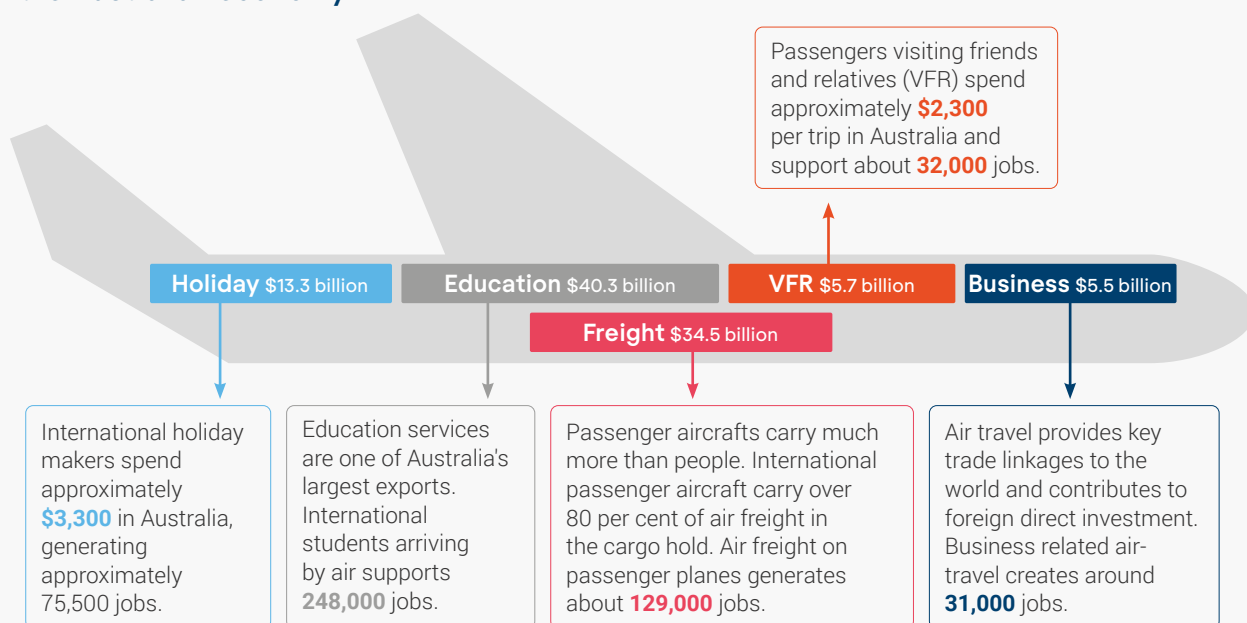 Passengers visiting friends
and relatives (VFR) spend
approximately $2,300
per trip in Australia and
support about 32,000 jobs.
Holiday $13.3 billion
Education $40.3 billion
VFR $5.7 billion
Business $5.5 billion
Freight $34.5 billion
International holiday
makers spend
approximately
$3,300 in Australia,
generating
approximately
75,500 jobs.
Education services
are one of Australia's
largest exports.
International
students arriving
by air supports
248,000 jobs.
Passenger aircrafts carry much
more than people. International
passenger aircraft carry over
80 per cent of air freight in
the cargo hold. Air freight on
passenger planes generates
about 129,000 jobs.
Air travel provides key
trade linkages to the
world and contributes to
foreign direct investment.
Business related air-
travel creates around
31,000 jobs.